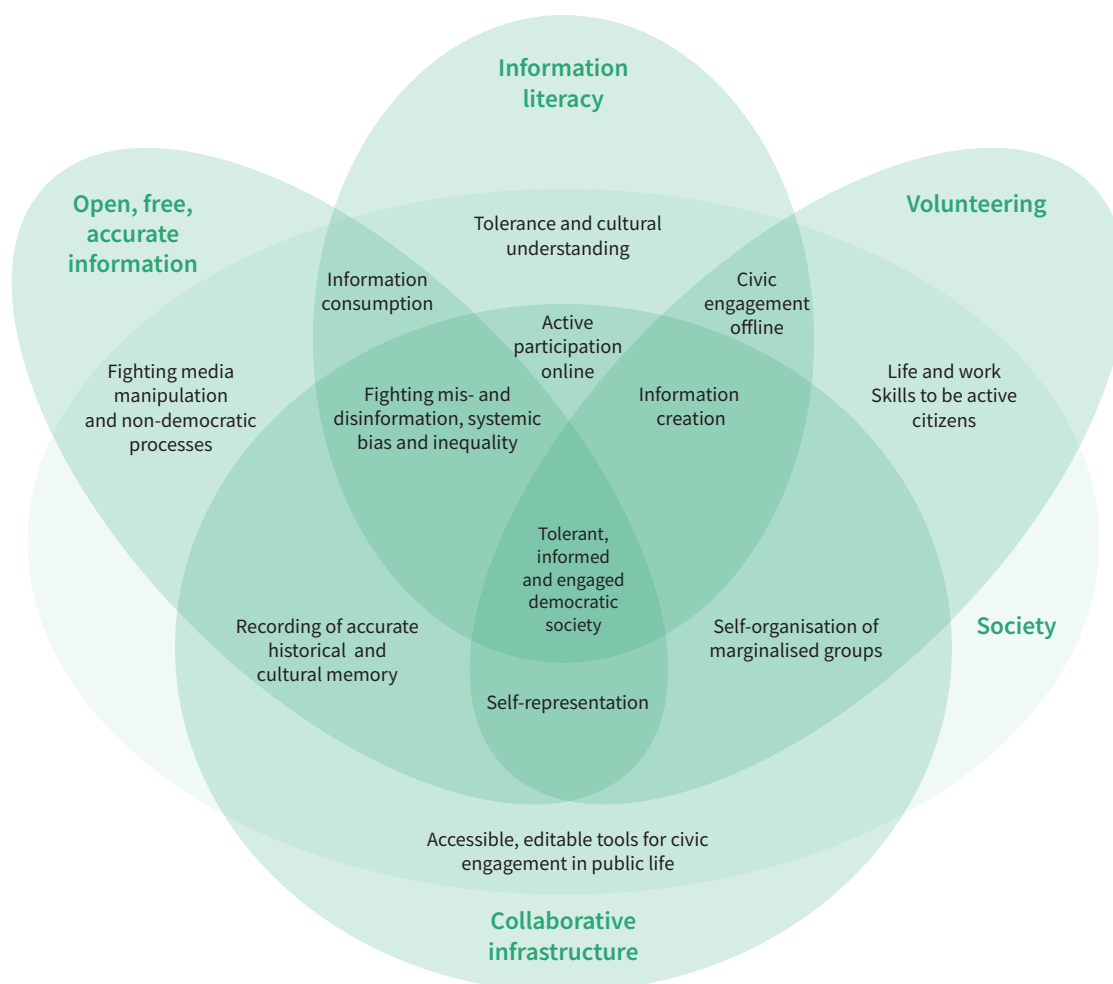 Information
literacy
Open, free,
accurate
information
Volunteering
Tolerance and cultural
understanding
Information
consumption
Civic
engagement
offline
Active
participation
online
Fighting media
manipulation
and non-democratic
processes
Fighting mis- and
disinformation, systemic
bias and inequality
Information
creation
Life and work
Skills to be active
citizens
Tolerant,
informed
and engaged
democratic
society
Recording of accurate
historical and
cultural memory
Self-organisation of
marginalised groups
Society
Self-representation
Accessible, editable tools for civic
engagement in public life
Collaborative
infrastructure